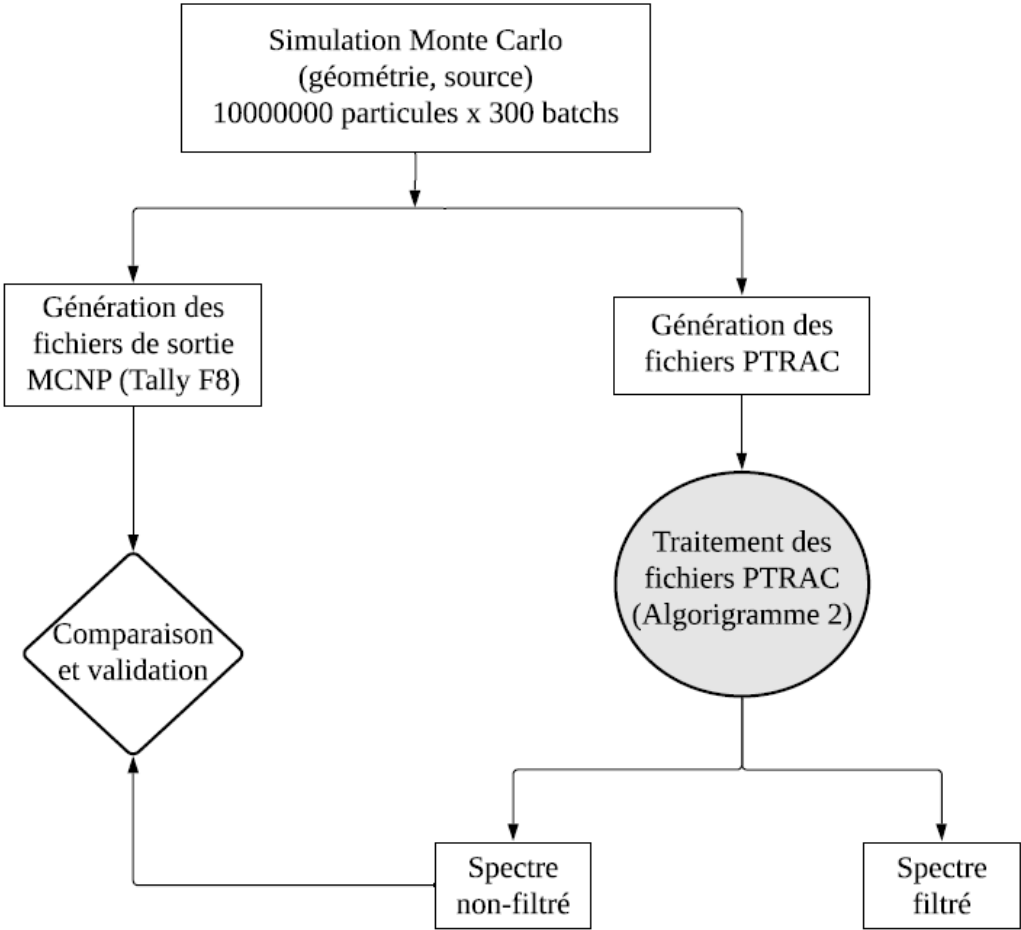 Simulation Monte Carlo
(géométrie, source)
10000000 particules x 300 batchs
Génération des
fichiers de sortie
MCNP (Tally F8)
Génération des
fichiers PTRAC
Traitement des
fichiers PTRAC
(Algorigramme 2)
Comparaison
et validation
Spectre
non-filtré
Spectre
filtré